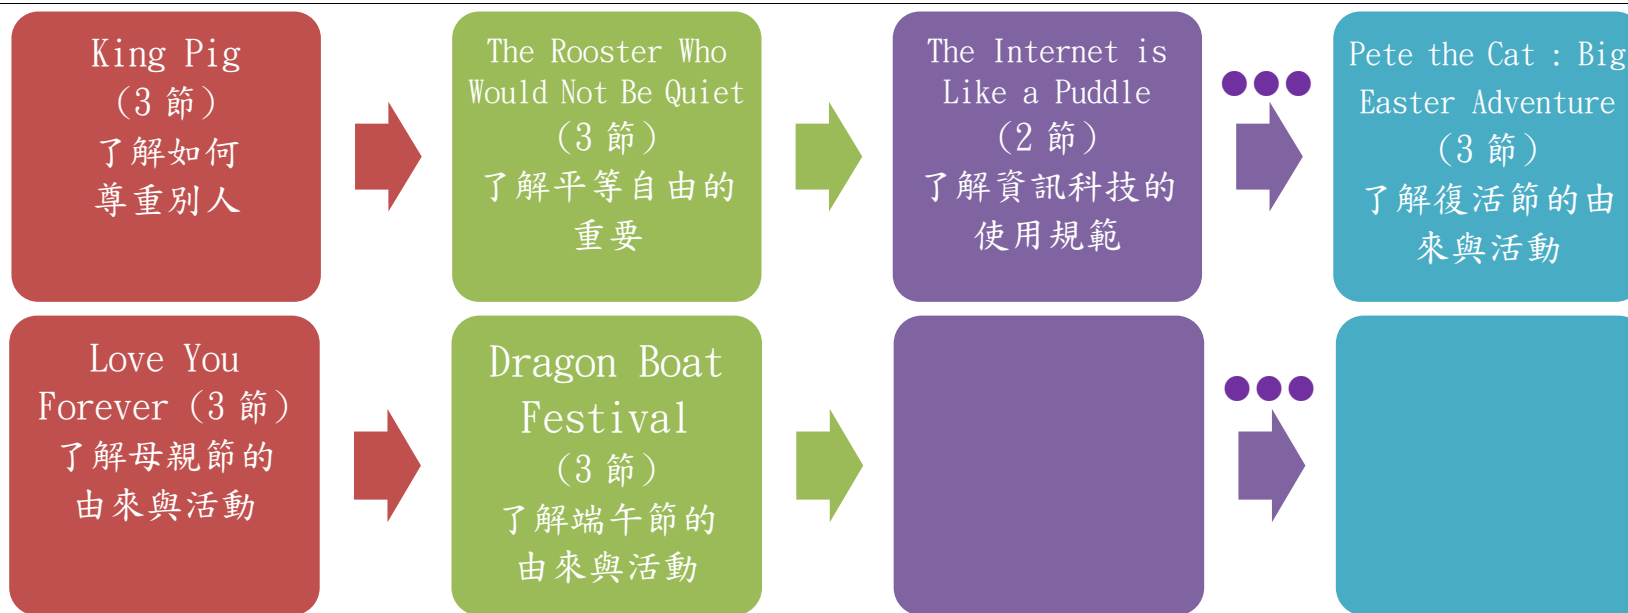 King Pig
（3 節）
了解如何
尊重別人
The Rooster Who
Would Not Be Quiet
（3 節）
了解平等自由的
重要
The Internet is
Like a Puddle
（2 節）
了解資訊科技的
使用規範
Pete the Cat : Big
Easter Adventure
（3 節）
了解復活節的由
來與活動
Love You
Forever（3 節）
了解母親節的
由來與活動
Dragon Boat
Festival
（3 節）
了解端午節的
由來與活動